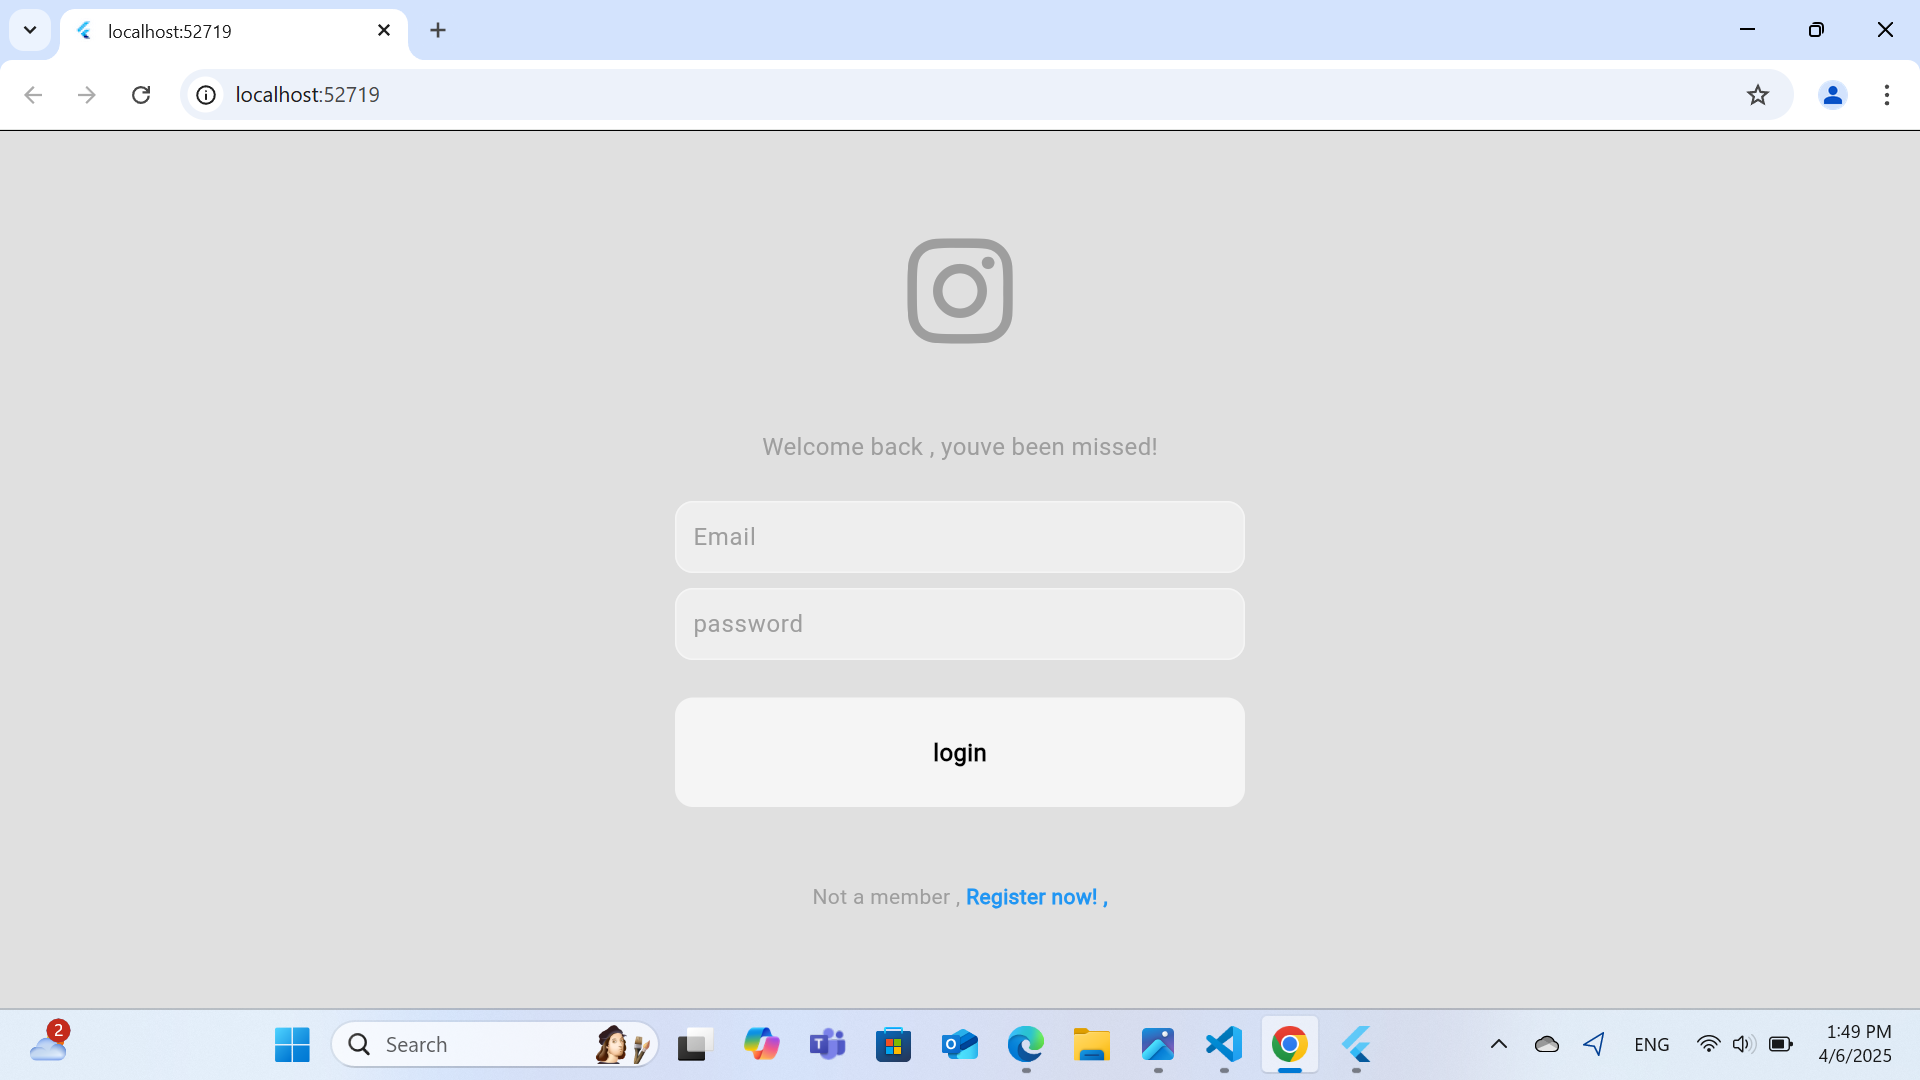 localhost:52719
localhost:52719
Welcome back , youve been missed!
Email
password
login
Not a member , Register now! ,
2
Search
ENG
1:49 PM
4/6/2025